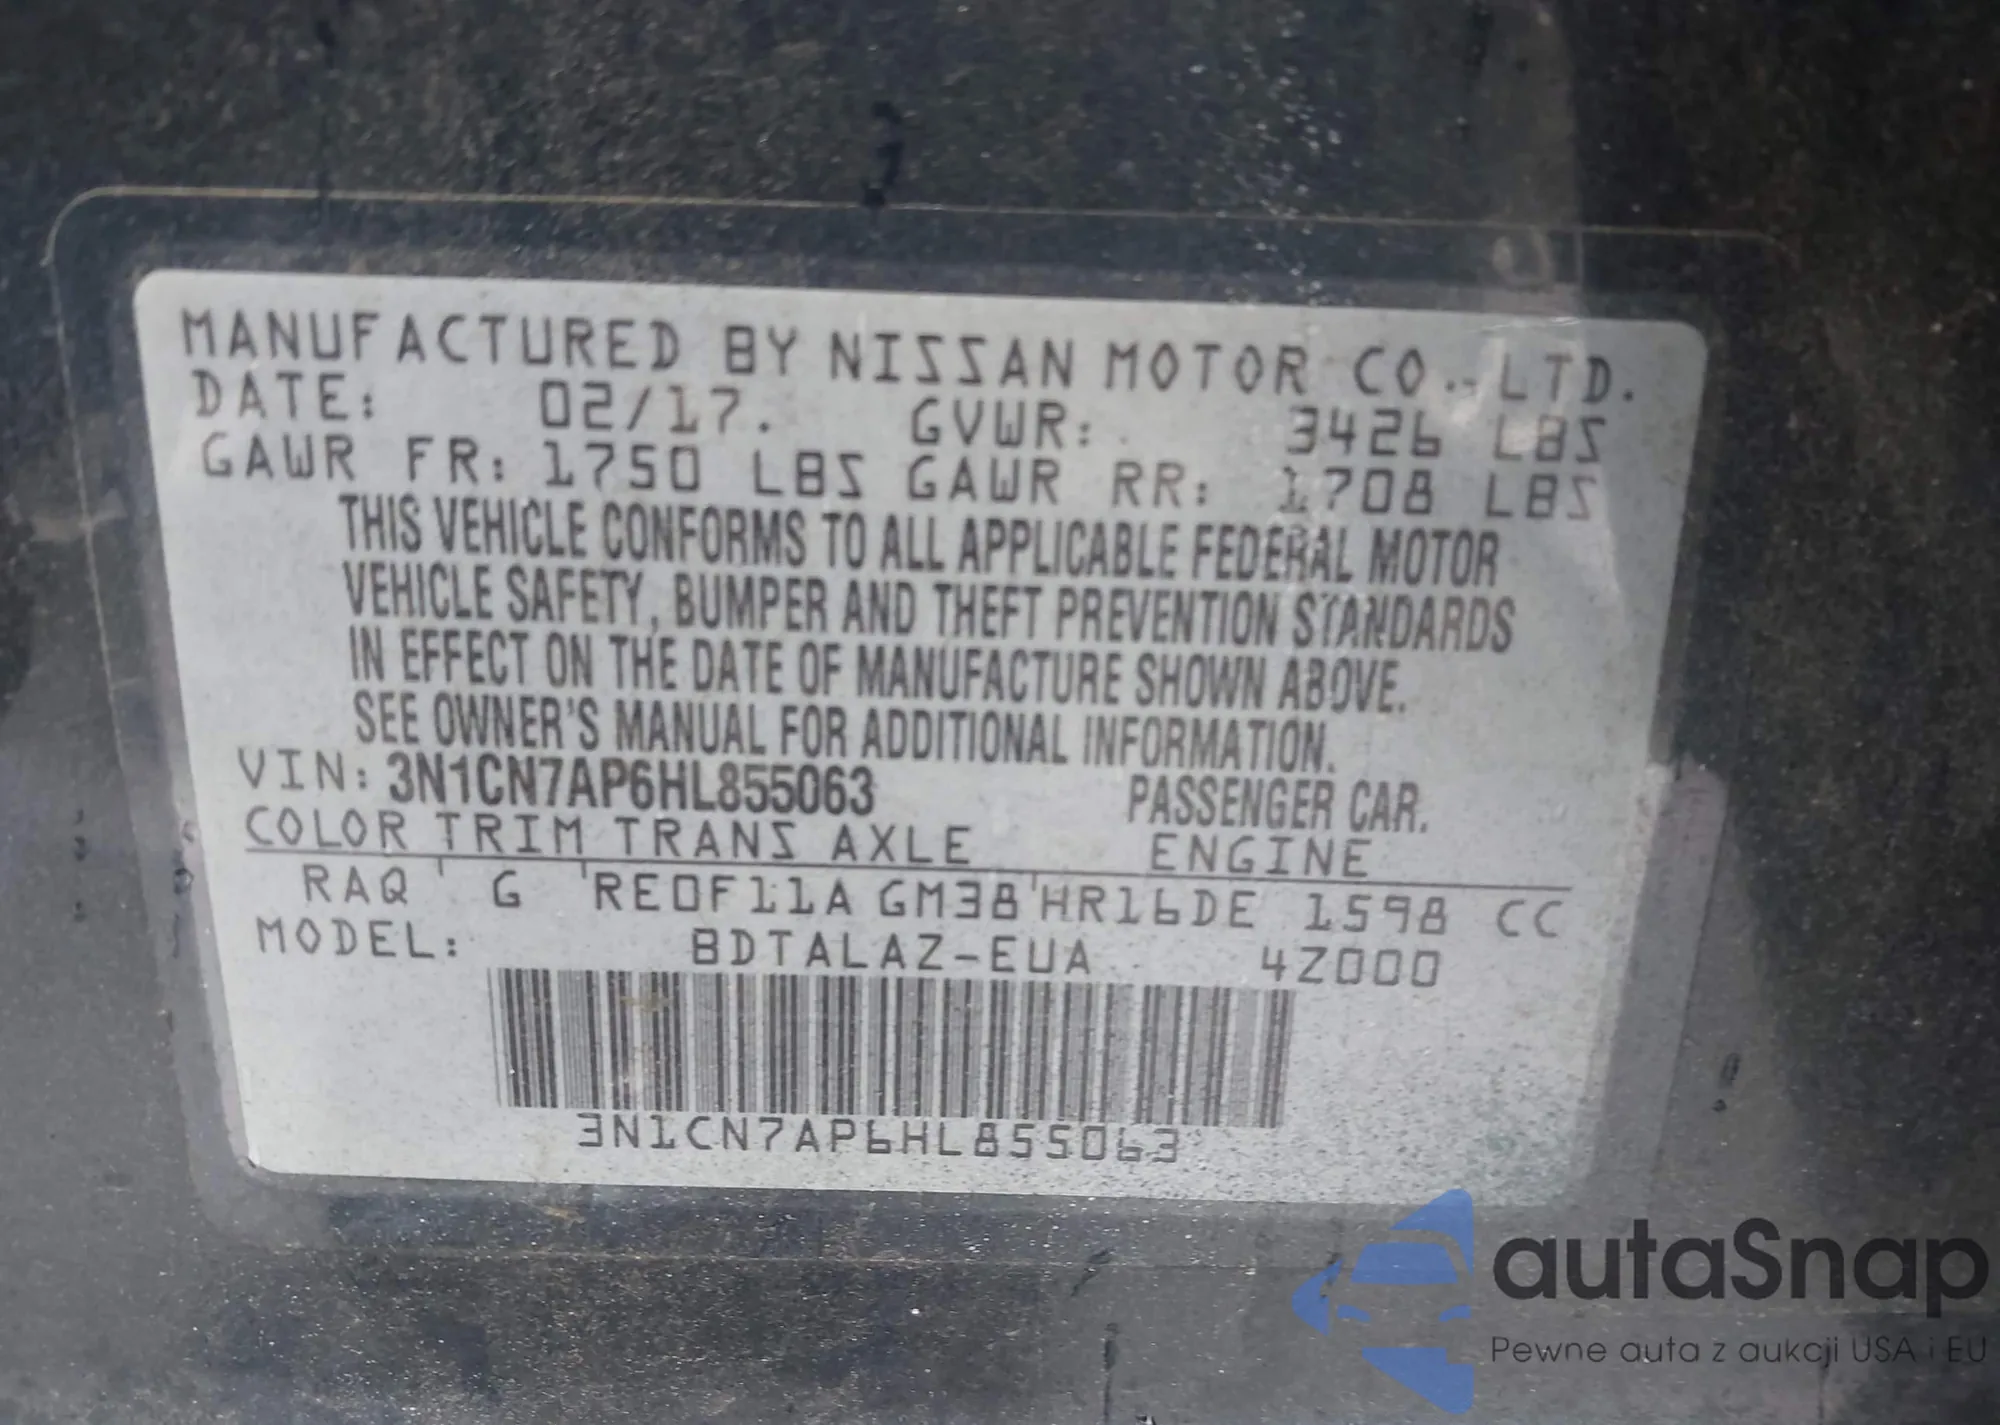 MANUFACTURED BY NISSAN MOTOR CO., LTD.
DATE: 02/17. GVWR: 3426 LBS
GAWR FR: 1750 LBS GAWR RR: 1708 LBS
THIS VEHICLE CONFORMS TO ALL APPLICABLE FEDERAL MOTOR
VEHICLE SAFETY, BUMPER AND THEFT PREVENTION STANDARDS
IN EFFECT ON THE DATE OF MANUFACTURE SHOWN ABOVE.
SEE OWNER'S MANUAL FOR ADDITIONAL INFORMATION.
VIN: 3N1CN7AP6HL855063 PASSENGER CAR.
COLOR TRIM TRANS AXLE ENGINE
RAQ G RE0F11A GM38 HR16DE 1598 CC
MODEL: BDTALAZ-EUA 4Z000
3N1CN7AP6HL855063
autaSnap
Pewne auta z aukcji USA i EU